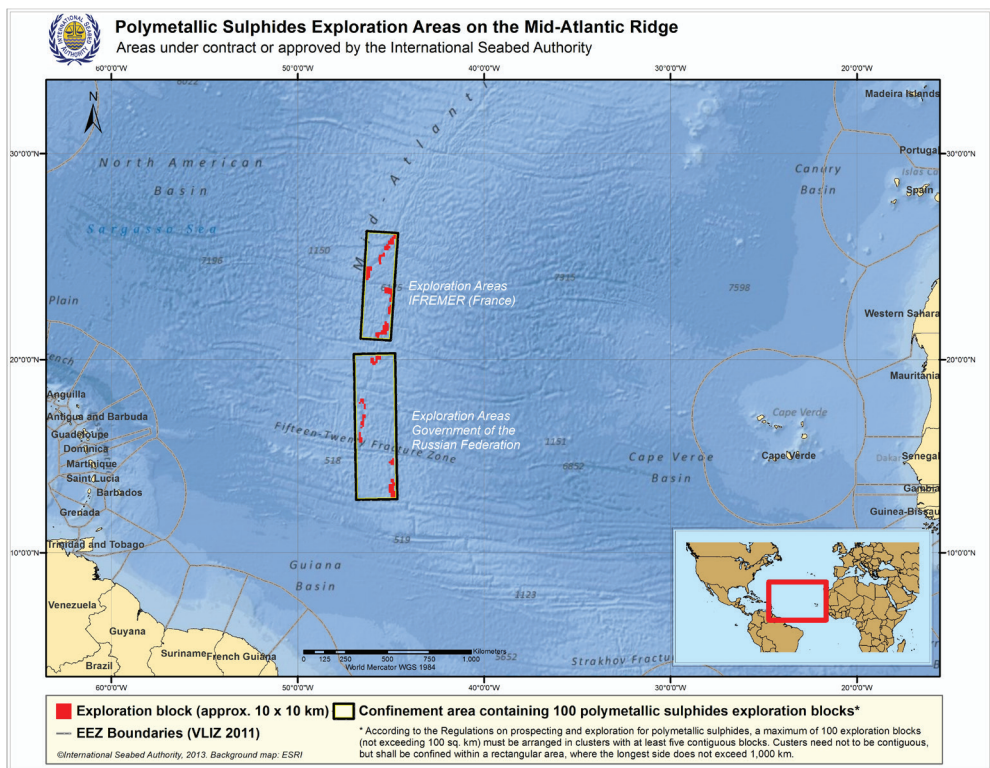 INTERNATIONAL SEABED AUTHORITY
Polymetallic Sulphides Exploration Areas on the Mid-Atlantic Ridge
Areas under contract or approved by the International Seabed Authority
60°0'0"W 50°0'0"W 40°0'0"W 30°0'0"W 20°0'0"W
6022
N
Madeira Islands
Mid-Atlanti
30°0'0"N
30°0'0"N
North American
Basin
Portugal
Canary
Basin
Spain
Sargasso Sea
1150
7196
7915
7598
Exploration Areas
IFREMER (France)
Plain
Western Sahara
20°0'0"N
20°0'0"N
Mauritania
Anguilla
Antigua and Barbuda
Guadeloupe
Dominica
Martinique
Saint Lucia
Barbados
Grenada
Exploration Areas
Government of the
Russian Federation
Cape Verde
Cape Verde
Fifteen-Twenty Fracture Zone
518
1151
6852
Cape Verde
Basin
Dakar
Senegal
Gambia
Guinea-Bissau
Trinidad and Tobago
519
10°0'0"N
10°0'0"N
Guiana
Basin
1123
Venezuela
Guyana
Suriname
French Guiana
Brazil
Kilometers
0 125 250 500 750 1.000
World Mercator WGS 1984
5652
Strakhov Fractu
60°0'0"W 50°0'0"W 40°0'0"W 30°0'0"W 20°0'0"W
Exploration block (approx. 10 x 10 km)
Confinement area containing 100 polymetallic sulphides exploration blocks*
EEZ Boundaries (VLIZ 2011)
* According to the Regulations on prospecting and exploration for polymetallic sulphides, a maximum of 100 exploration blocks
(not exceeding 100 sq. km) must be arranged in clusters with at least five contiguous blocks. Custers need not to be contiguous,
but shall be confined within a rectangular area, where the longest side does not exceed 1,000 km.
©International Seabed Authority, 2013. Background map: ESRI